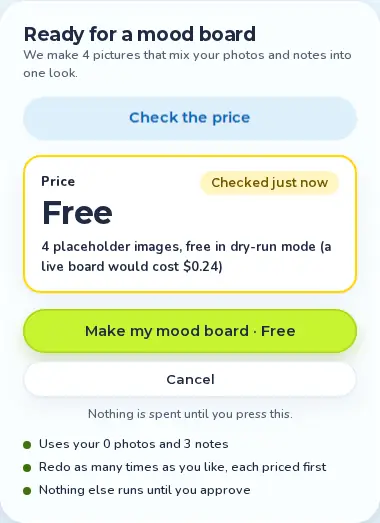 Ready for a mood board
We make 4 pictures that mix your photos and notes into
one look.
Check the price
Price
Checked just now
Free
4 placeholder images, free in dry-run mode (a
live board would cost $0.24)
Make my mood board · Free
Cancel
Nothing is spent until you press this.
Uses your 0 photos and 3 notes
Redo as many times as you like, each priced first
Nothing else runs until you approve